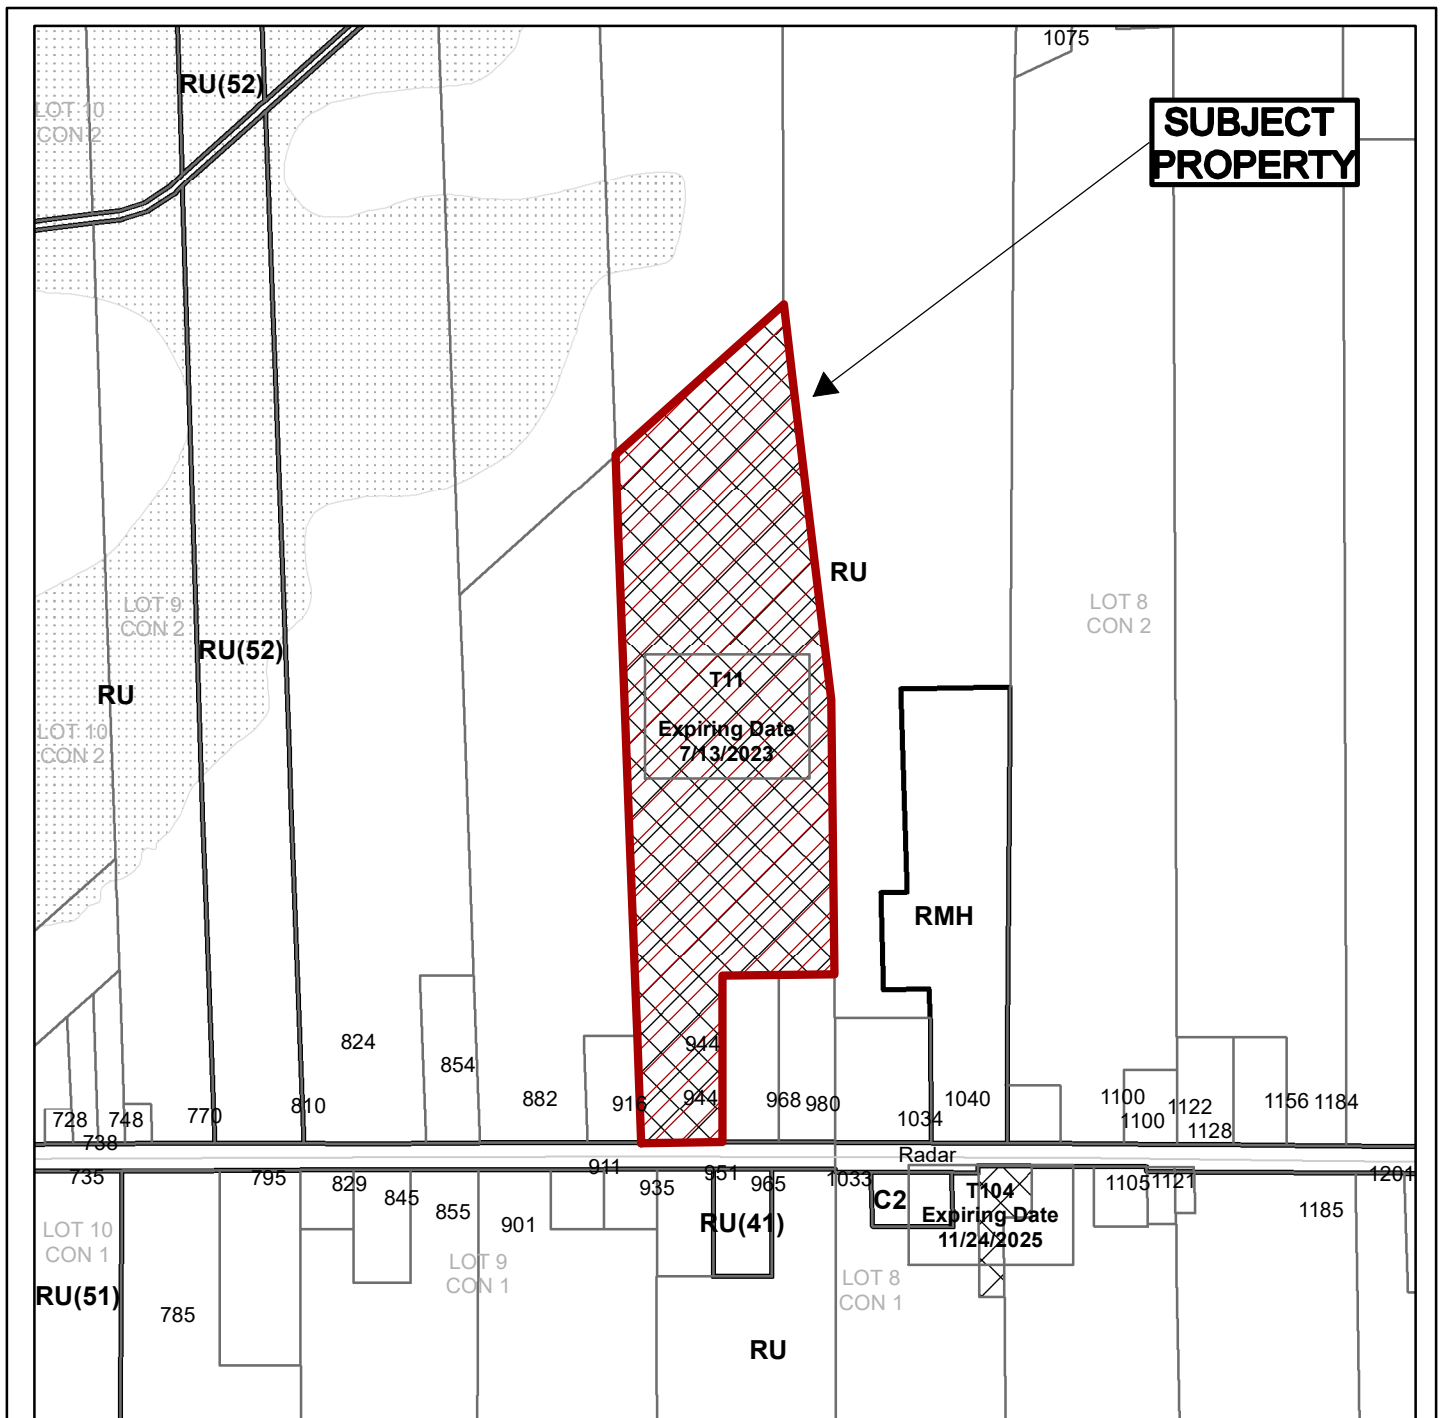 1075
RU(52)
LOT 10
CON 2
SUBJECT
PROPERTY
RU
LOT 9
CON 2
LOT 8
CON 2
RU(52)
RU
T11
LOT 10
CON 2
Expiring Date
7/13/2023
RMH
824
944
854
882
916
944
968
980
1040
1100
1100
1122
1128
1156
1184
728
738
748
770
810
1034
Radar
735
795
829
845
855
901
911
935
951
965
1033
C2
T104
Expiring Date
11/24/2025
1105
1121
1185
1201
RU(41)
LOT 10
CON 1
LOT 9
CON 1
LOT 8
CON 1
RU(51)
785
RU